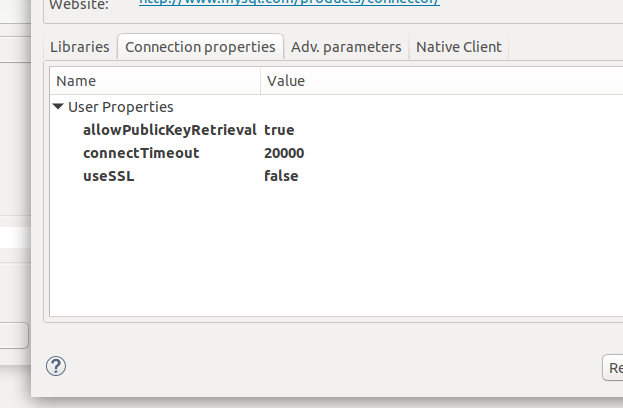 Website: http://www.mysql.com/products/connector/
Libraries Connection properties Adv. parameters Native Client
Name Value
User Properties
allowPublicKeyRetrieval true
connectTimeout 20000
useSSL false
? Re